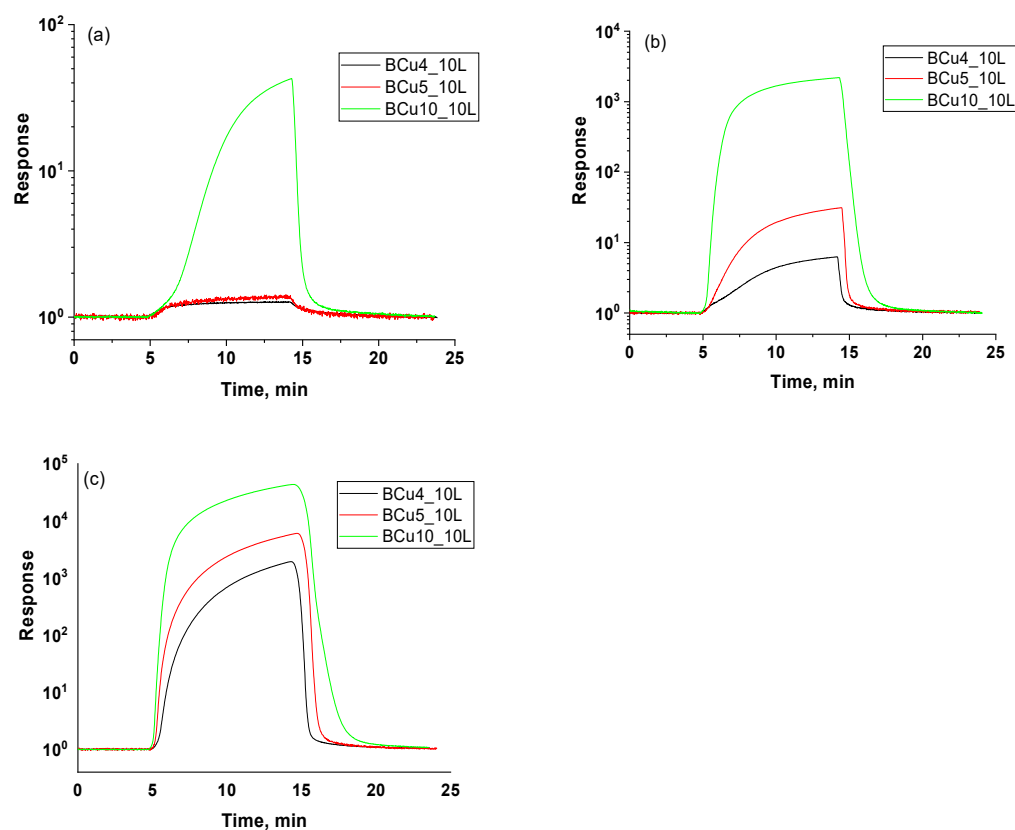 (a)
BCu4_10L
BCu5_10L
BCu10_10L
Response
10²
10¹
10⁰
0 5 10 15 20 25
Time, min
(b)
BCu4_10L
BCu5_10L
BCu10_10L
Response
10⁴
10³
10²
10¹
10⁰
0 5 10 15 20 25
Time, min
(c)
BCu4_10L
BCu5_10L
BCu10_10L
Response
10⁵
10⁴
10³
10²
10¹
10⁰
0 5 10 15 20 25
Time, min